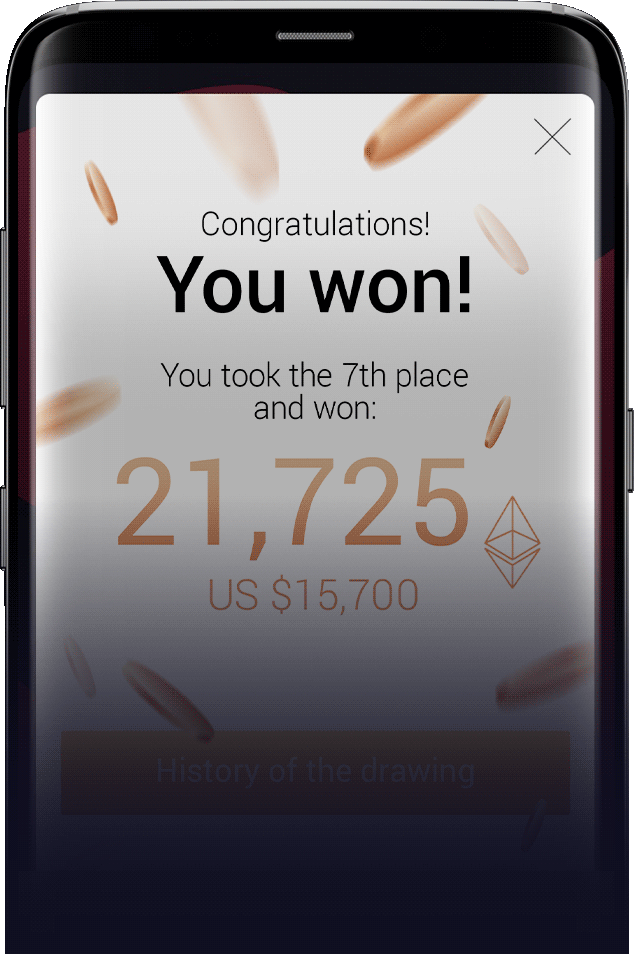 Congratulations!
You won!
You took the 7th place
and won:
21,725
US $15,700
History of the drawing